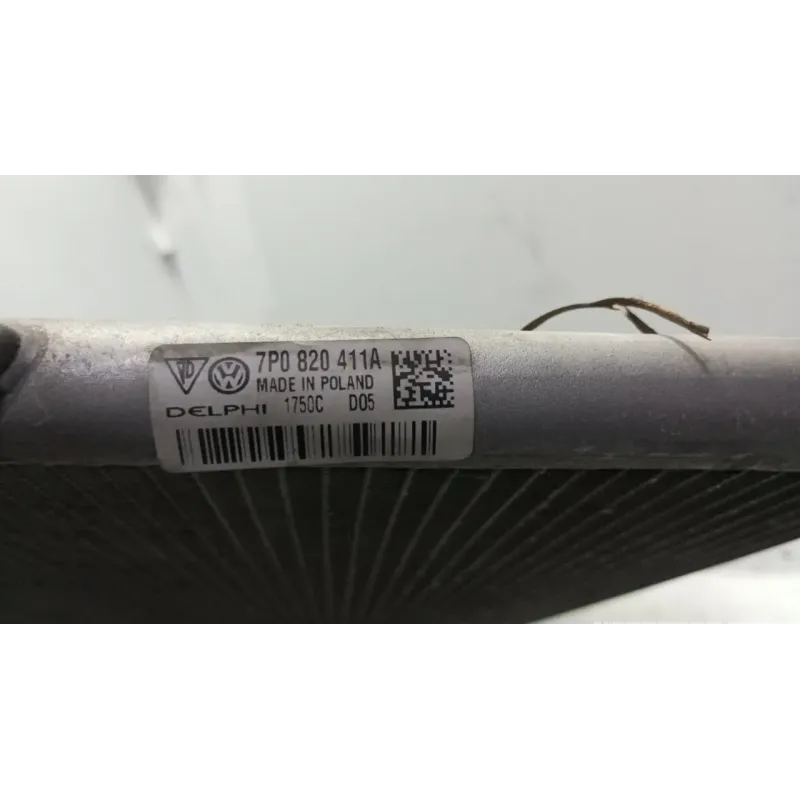 7P0 820 411A
MADE IN POLAND
DELPHI 1750C D05